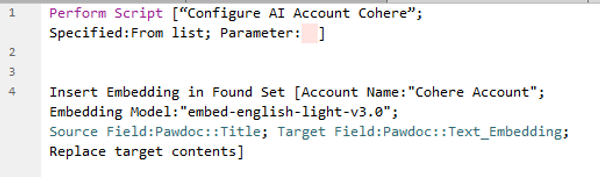 1 Perform Script [“Configure AI Account Cohere”;
Specified:From list; Parameter: ]
2
3
4 Insert Embedding in Found Set [Account Name:"Cohere Account";
Embedding Model:"embed-english-light-v3.0";
Source Field:Pawdoc::Title; Target Field:Pawdoc::Text_Embedding;
Replace target contents]